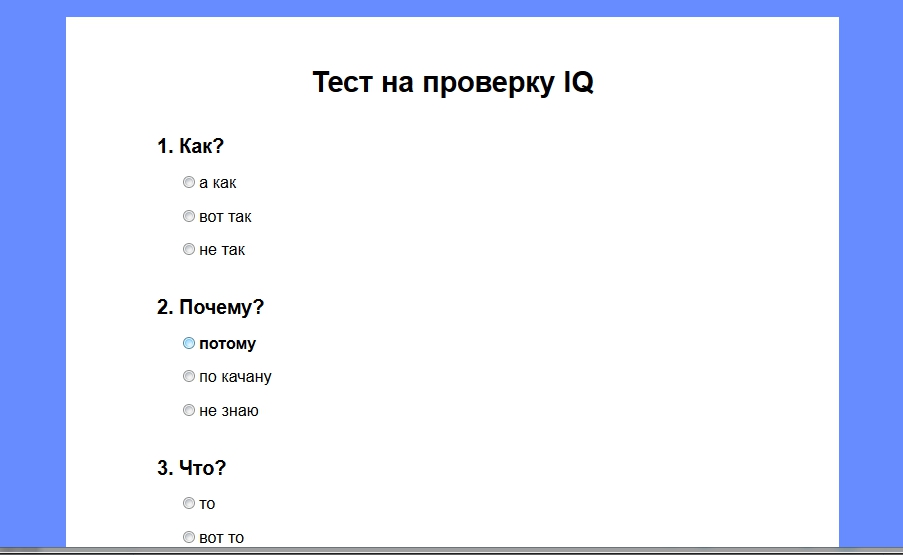 Тест на проверку IQ
1. Как?
а как
вот так
не так
2. Почему?
потому
по качану
не знаю
3. Что?
то
вот то